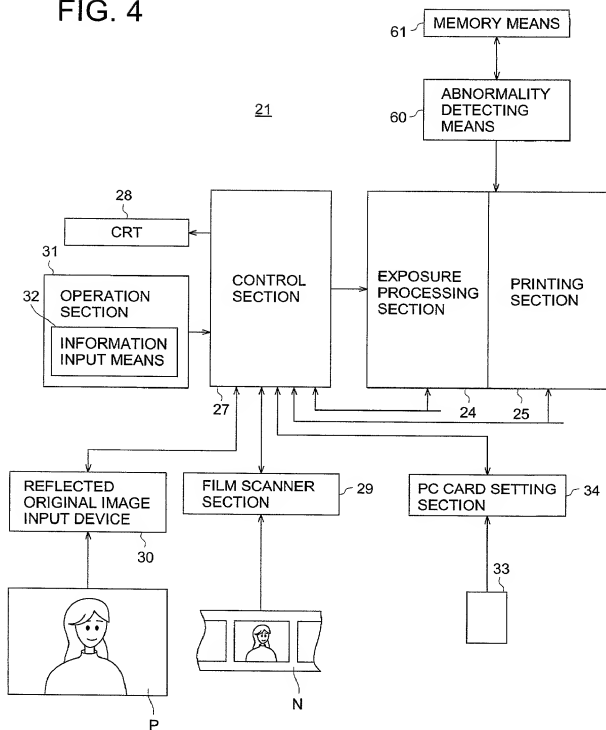 FIG. 4
61
MEMORY MEANS
60
ABNORMALITY
DETECTING
MEANS
21
28
CRT
31
OPERATION
SECTION
32
INFORMATION
INPUT MEANS
CONTROL
SECTION
27
EXPOSURE
PROCESSING
SECTION
24
PRINTING
SECTION
25
REFLECTED
ORIGINAL IMAGE
INPUT DEVICE
30
FILM SCANNER
SECTION
29
PC CARD SETTING
SECTION
34
33
P
N